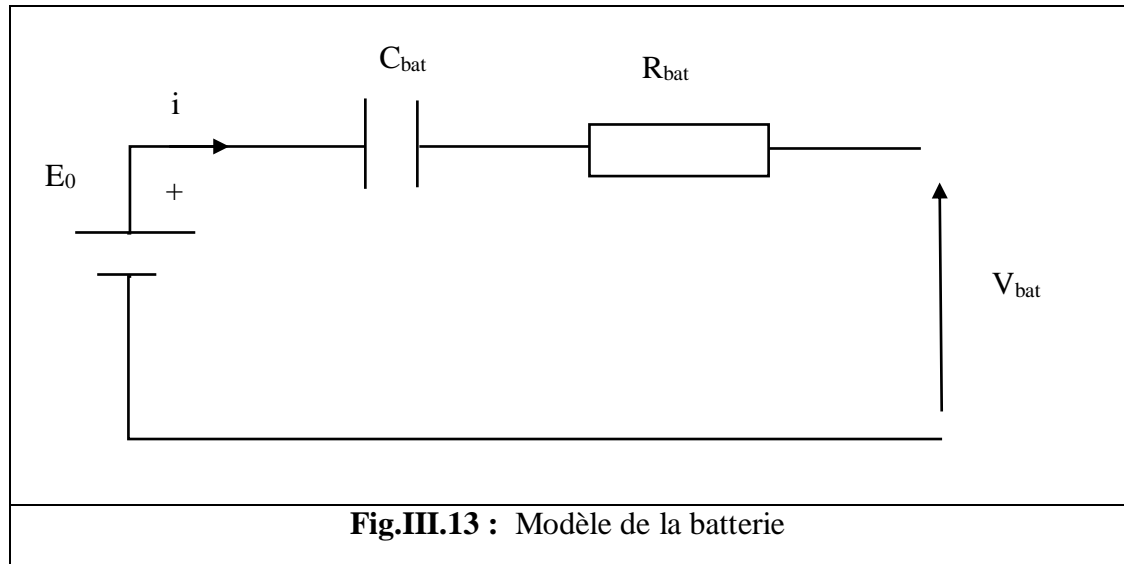 C_bat
R_bat
i
E_0
+
V_bat
Fig.III.13 : Modèle de la batterie